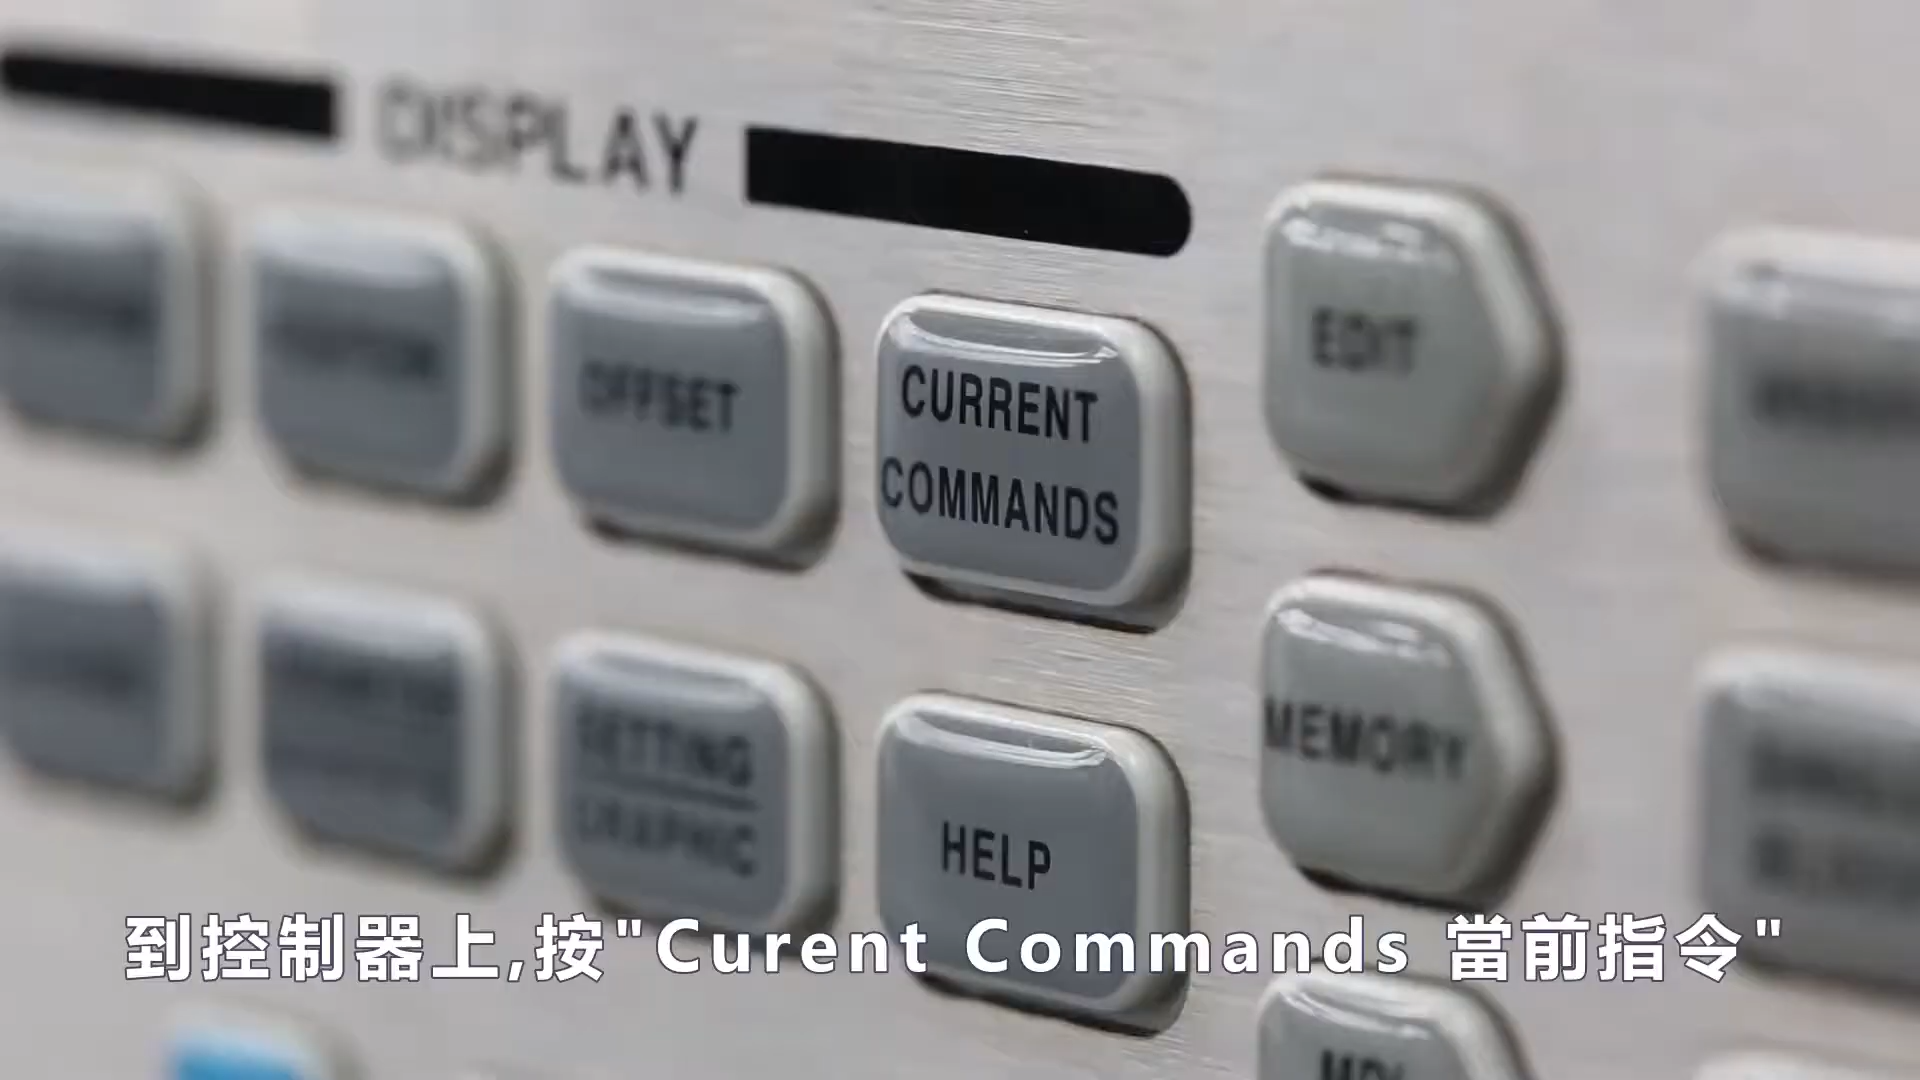 DISPLAY
OFFSET
CURRENT
COMMANDS
EDIT
SETTING
GRAPHIC
HELP
MEMORY
MDI
到控制器上,按"Curent Commands 當前指令"